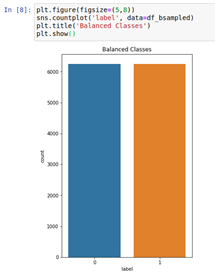 In [8]: plt.figure(figsize=(5,8))
sns.countplot('label', data=df_bsampled)
plt.title('Balanced Classes')
plt.show()
Balanced Classes
6000
5000
4000
3000
2000
1000
0
count
0 1
label